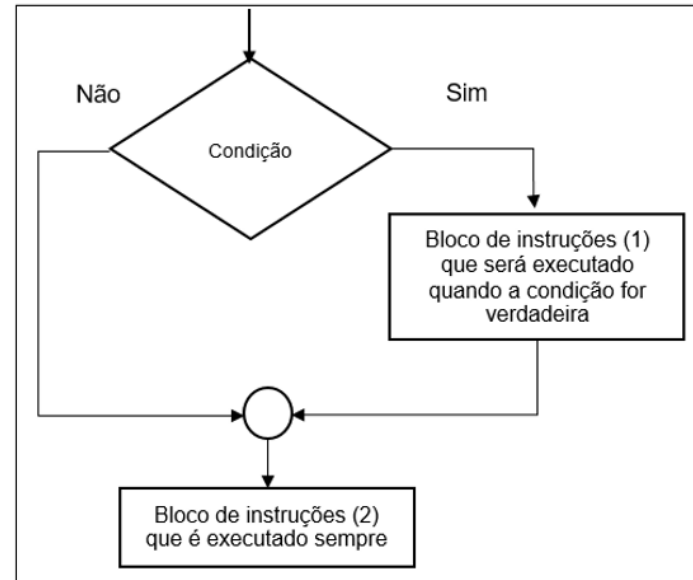 Não
Sim
Condição
Bloco de instruções (1)
que será executado
quando a condição for
verdadeira
Bloco de instruções (2)
que é executado sempre